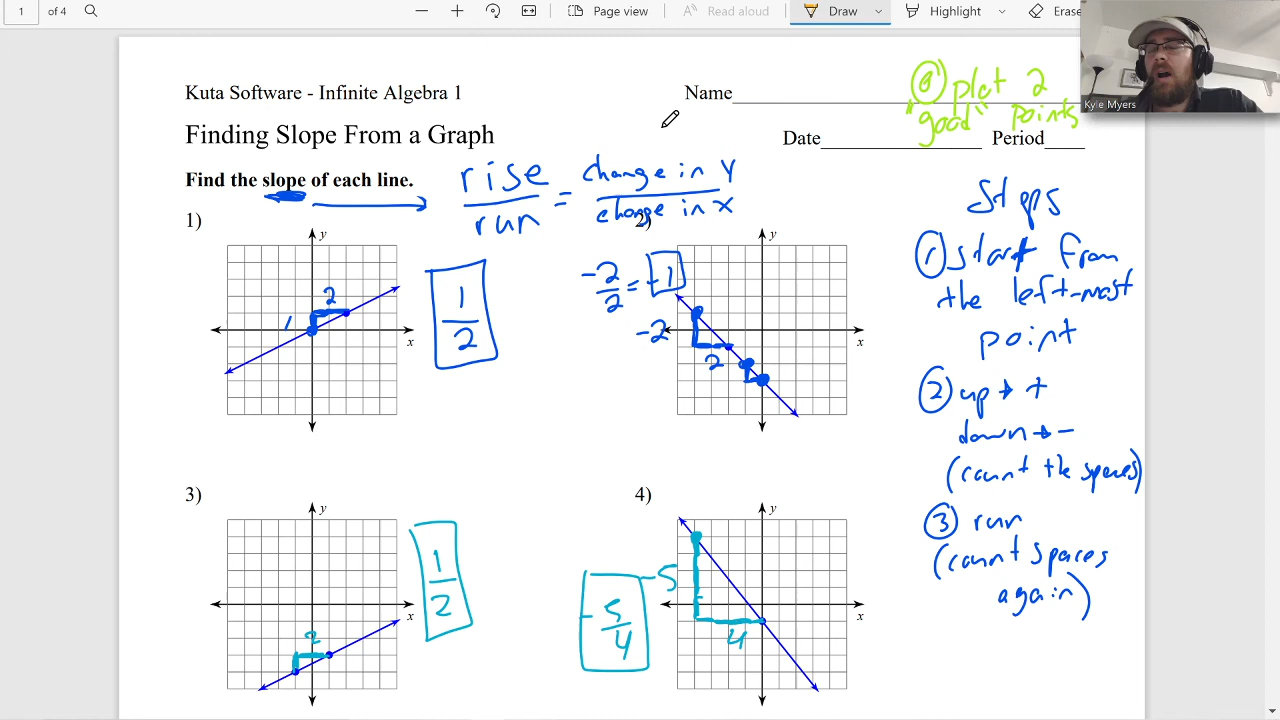 1 of 4
Page view
Read aloud
Draw
Highlight
Erase
Kyle Myers
Kuta Software - Infinite Algebra 1
Name
Finding Slope From a Graph
Date
Period
⓪ plot 2
"good" points
Find the slope of each line.
rise/run = change in y/change in x
1)
y
x
1
2
1/2
2)
y
x
-2/2 = -1
-2
2
Steps
① start from
the left-most
point
② up → +
down → -
(count the spaces)
③ run
(count spaces
again)
3)
y
x
2
1/2
4)
y
x
-5
4
-5/4